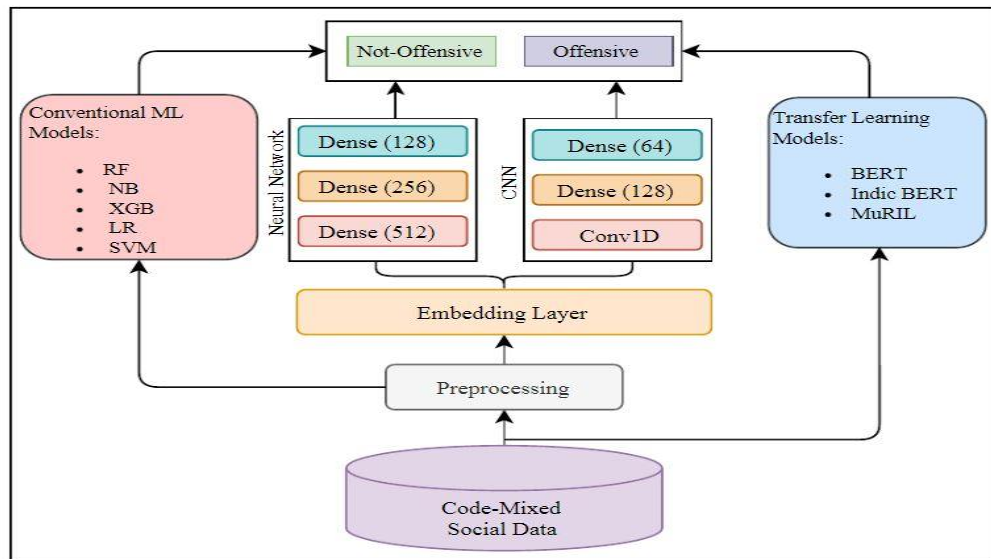 Not-Offensive
Offensive
Conventional ML
Models:
• RF
• NB
• XGB
• LR
• SVM
Neural Network
Dense (128)
Dense (256)
Dense (512)
CNN
Dense (64)
Dense (128)
Conv1D
Transfer Learning
Models:
• BERT
• Indic BERT
• MuRIL
Embedding Layer
Preprocessing
Code-Mixed
Social Data